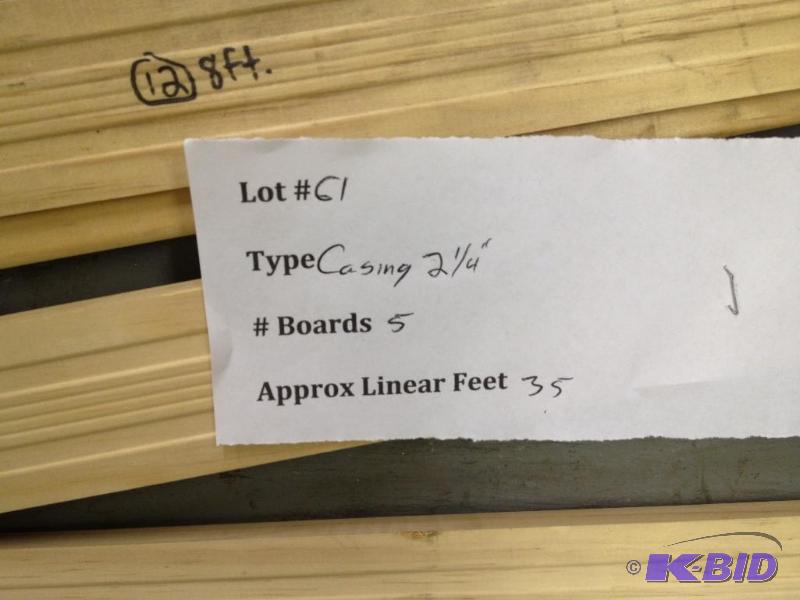 12 8ft.
Lot # 61
Type Casing 2 1/4"
# Boards 5
Approx Linear Feet 35
© K-BID